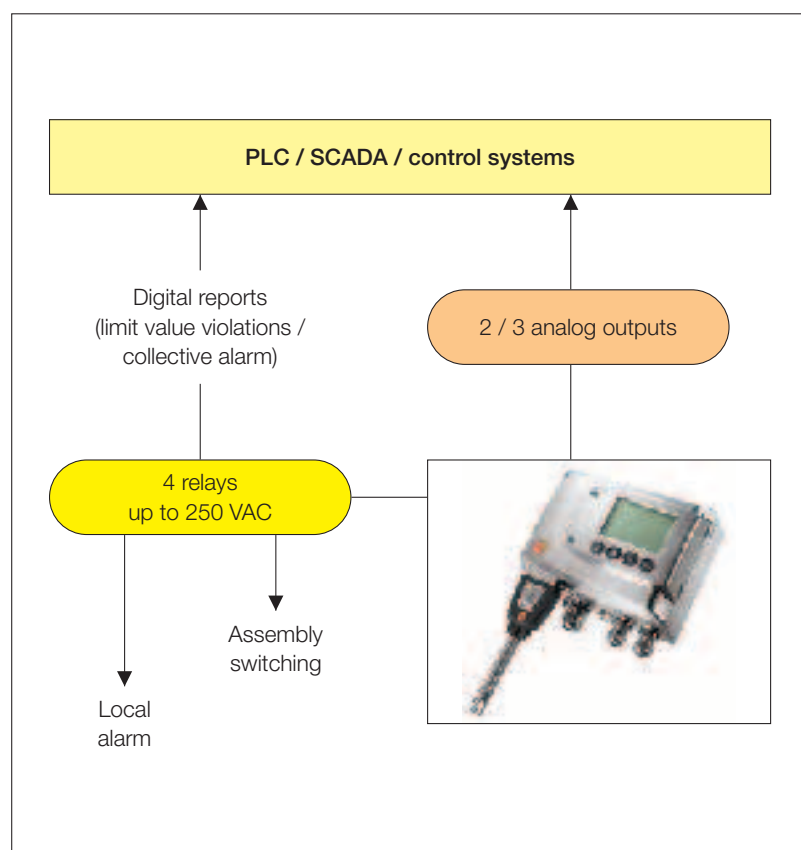 PLC / SCADA / control systems
Digital reports
(limit value violations /
collective alarm)
2 / 3 analog outputs
4 relays
up to 250 VAC
Assembly
switching
Local
alarm